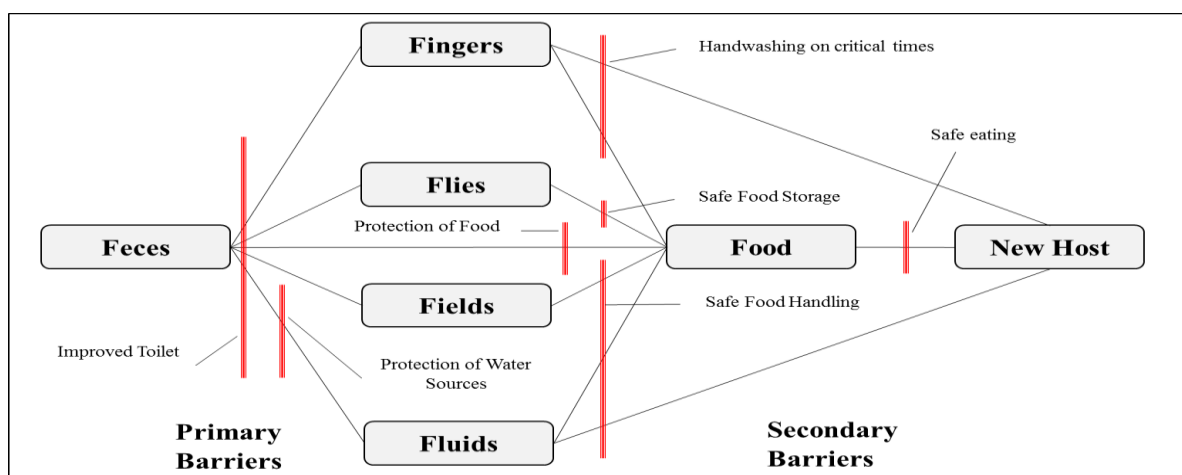 Fingers
Handwashing on critical times
Safe eating
Flies
Safe Food Storage
Protection of Food
Feces
Food
New Host
Fields
Safe Food Handling
Improved Toilet
Protection of Water
Sources
Primary
Barriers
Fluids
Secondary
Barriers